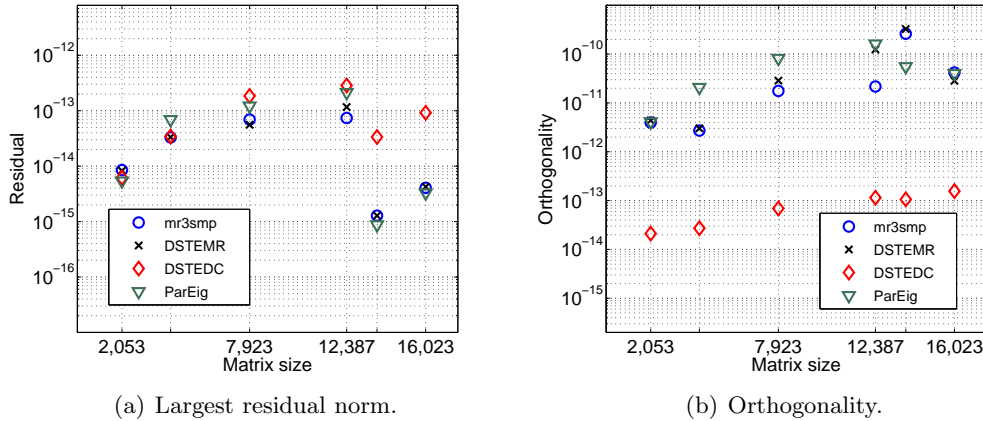 10^-12
10^-13
10^-14
10^-15
10^-16
Residual
mr3smp
DSTEMR
DSTEDC
ParEig
2,053
7,923
12,387
16,023
Matrix size
(a) Largest residual norm.
10^-10
10^-11
10^-12
10^-13
10^-14
10^-15
Orthogonality
mr3smp
DSTEMR
DSTEDC
ParEig
2,053
7,923
12,387
16,023
Matrix size
(b) Orthogonality.